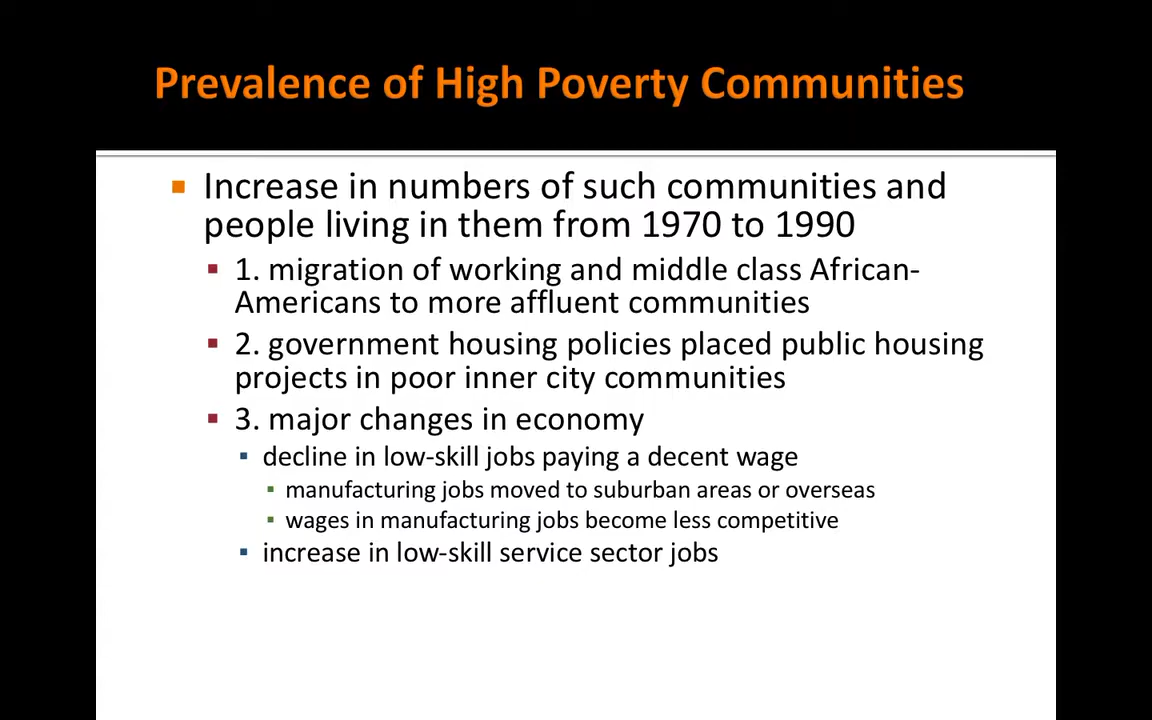 Prevalence of High Poverty Communities
Increase in numbers of such communities and
people living in them from 1970 to 1990
1. migration of working and middle class African-
Americans to more affluent communities
2. government housing policies placed public housing
projects in poor inner city communities
3. major changes in economy
decline in low-skill jobs paying a decent wage
manufacturing jobs moved to suburban areas or overseas
wages in manufacturing jobs become less competitive
increase in low-skill service sector jobs